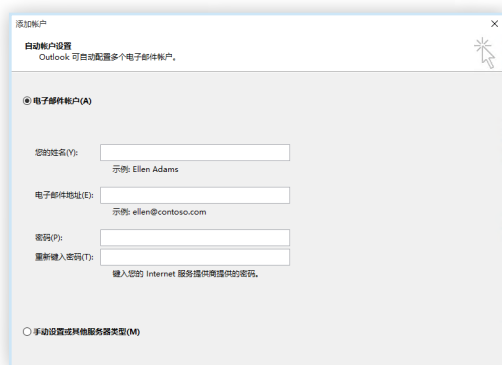 添加帐户
自动帐户设置
Outlook 可自动配置多个电子邮件帐户。
电子邮件帐户(A)
您的姓名(Y):
示例: Ellen Adams
电子邮件地址(E):
示例: ellen@contoso.com
密码(P):
重新键入密码(T):
键入您的 Internet 服务提供商提供的密码。
手动设置或其他服务器类型(M)